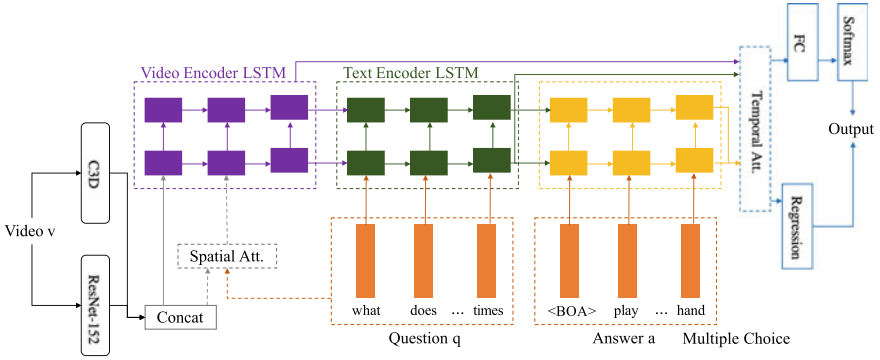 Video Encoder LSTM
Text Encoder LSTM
FC
Softmax
Temporal Att.
Output
Regression
C3D
Video v
ResNet-152
Spatial Att.
Concat
what does ... times
<BOA> play ... hand
Question q
Answer a
Multiple Choice